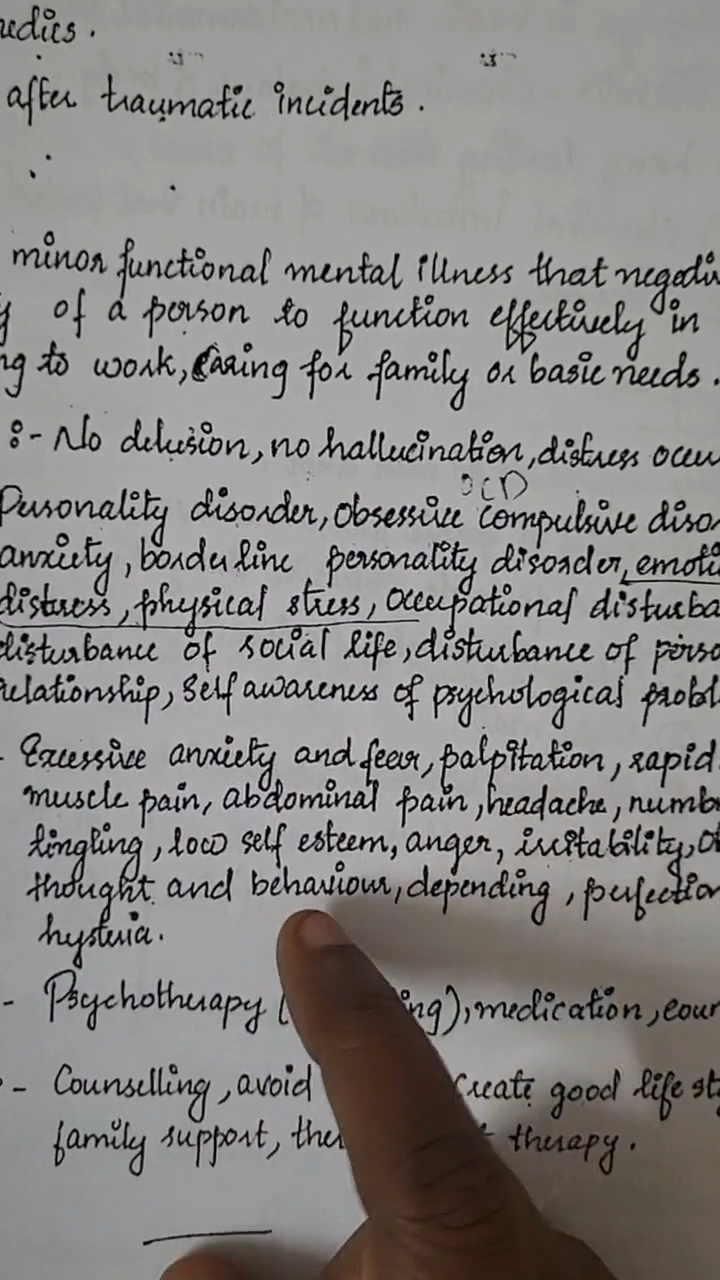 edics.
after traumatic incidents.
minor functional mental illness that negativ
y of a person to function effectively in
ng to work, caring for family or basic needs.
:- No delusion, no hallucination, distress occu
OCD
Personality disorder, obsessive compulsive diso
anxiety, borderline personality disorder, emoti
distress, physical stress, occupational disturba
disturbance of social life, disturbance of perso
relationship, self awareness of psychological probl
- Excessive anxiety and fear, palpitation, rapid
muscle pain, abdominal pain, headache, numb
tingling, low self esteem, anger, irritability, o
thought and behaviour, depending, perfection
hysteria.
- Psychotherapy ( ing), medication, coun
- Counselling, avoid create good life st
family support, the therapy.